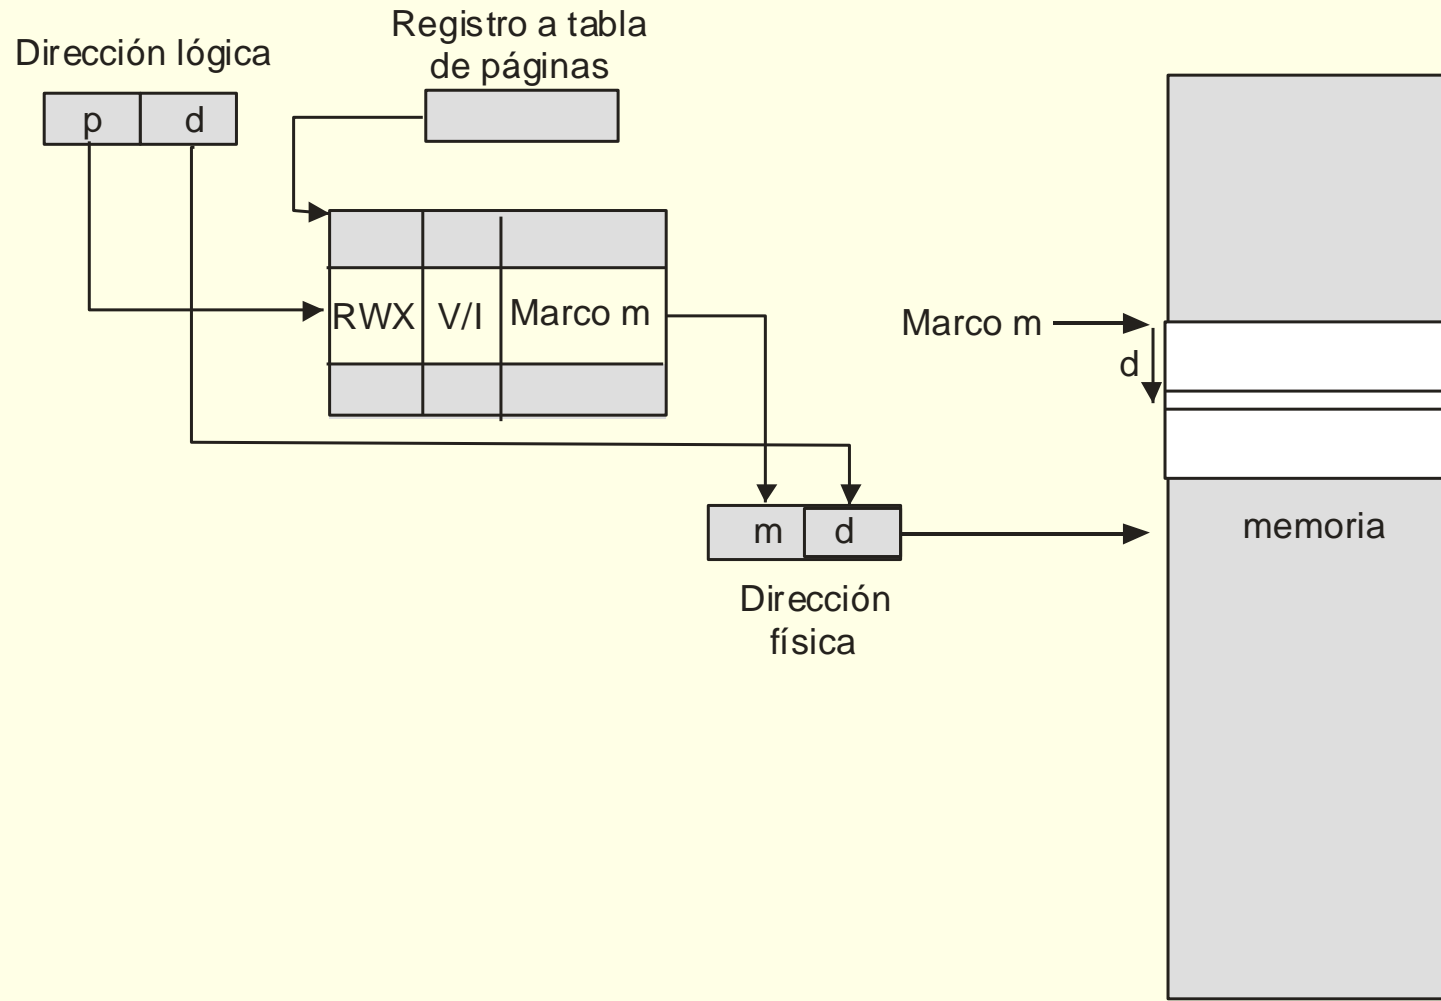 Registro a tabla
de páginas
Dirección lógica
p d
RWX V/I Marco m
Marco m
d
m d
memoria
Dirección
física